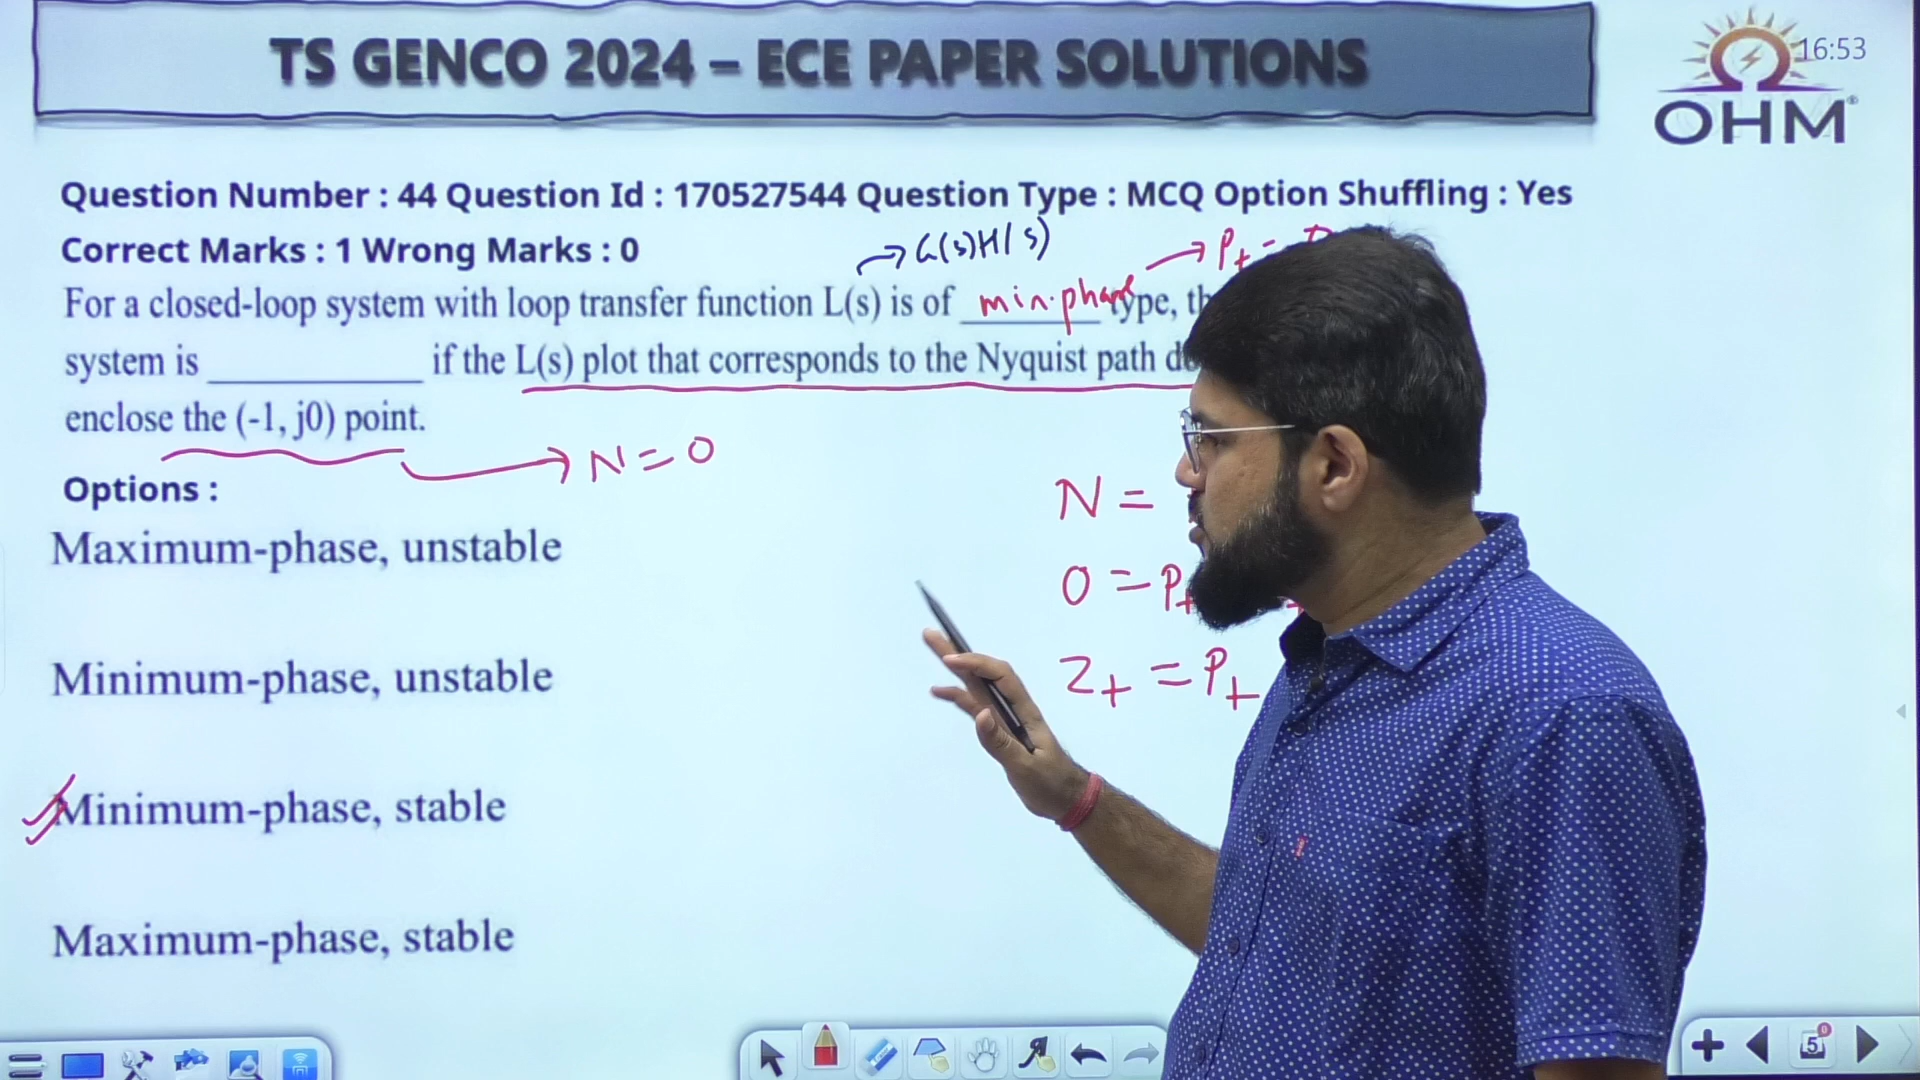 TS GENCO 2024 – ECE PAPER SOLUTIONS
16:53
OHM
Question Number : 44 Question Id : 170527544 Question Type : MCQ Option Shuffling : Yes
Correct Marks : 1 Wrong Marks : 0
→ G(s)H(s)
→ P+ =
For a closed-loop system with loop transfer function L(s) is of min.phase type,
system is __________ if the L(s) plot that corresponds to the Nyquist path
enclose the (-1, j0) point.
→ N = 0
Options :
N =
Maximum-phase, unstable
0 = P+
Minimum-phase, unstable
Z+ = P+
Minimum-phase, stable
Maximum-phase, stable
5
0